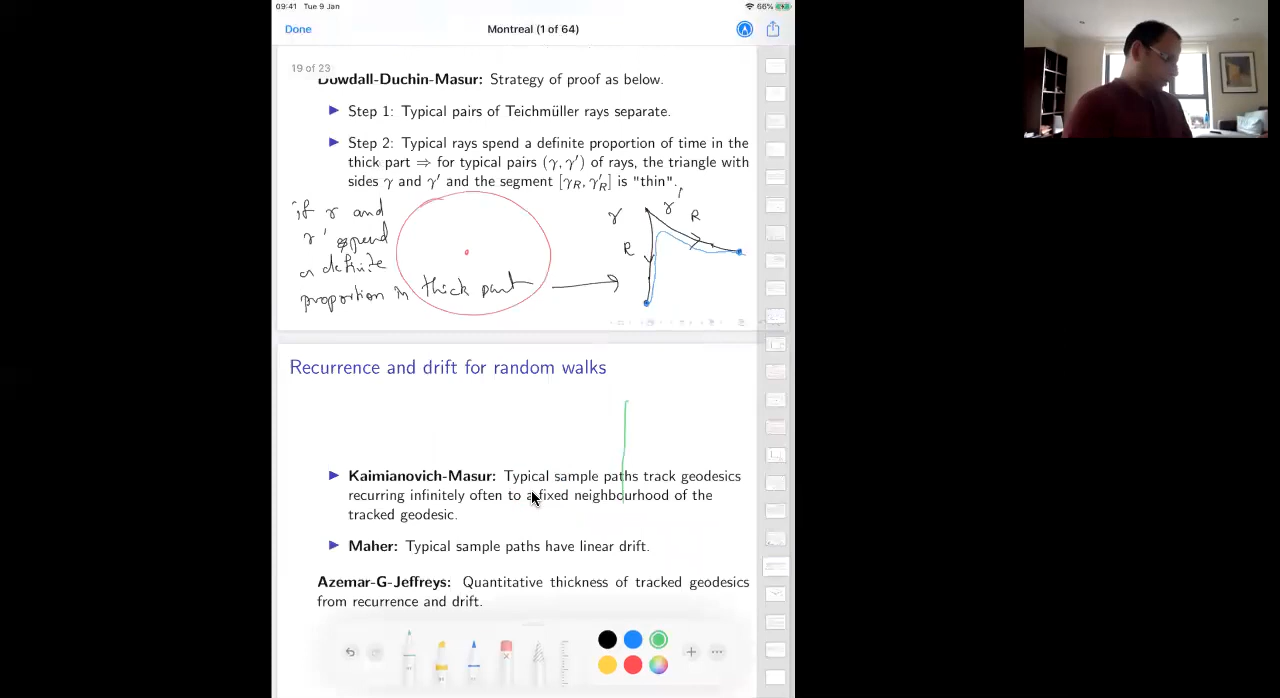 09:41 Tue 9 Jan
66%
Done
Montreal (1 of 64)
19 of 23
Dowdall-Duchin-Masur: Strategy of proof as below.
▶ Step 1: Typical pairs of Teichmüller rays separate.
▶ Step 2: Typical rays spend a definite proportion of time in the
thick part ⇒ for typical pairs (γ, γ′) of rays, the triangle with
sides γ and γ′ and the segment [γR, γ′R] is "thin".
if γ and
γ' spend
a definite
proportion in thick part
γ
γ'
R
R
Recurrence and drift for random walks
▶ Kaimianovich-Masur: Typical sample paths track geodesics
recurring infinitely often to a fixed neighbourhood of the
tracked geodesic.
▶ Maher: Typical sample paths have linear drift.
Azemar-G-Jeffreys: Quantitative thickness of tracked geodesics
from recurrence and drift.